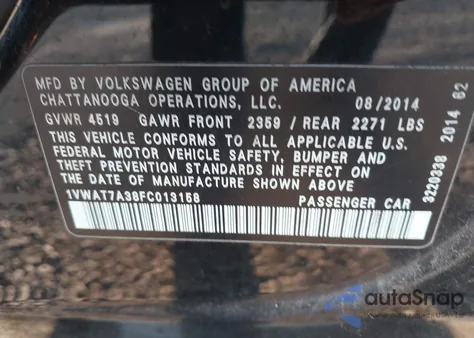 MFD BY VOLKSWAGEN GROUP OF AMERICA
CHATTANOOGA OPERATIONS, LLC. 08/2014
GVWR 4519 GAWR FRONT 2359 / REAR 2271 LBS
THIS VEHICLE CONFORMS TO ALL APPLICABLE U.S.
FEDERAL MOTOR VEHICLE SAFETY, BUMPER AND
THEFT PREVENTION STANDARDS IN EFFECT ON
THE DATE OF MANUFACTURE SHOWN ABOVE.
1VWAT7A38FC013158 PASSENGER CAR
3220338 2014 62
autoSnap